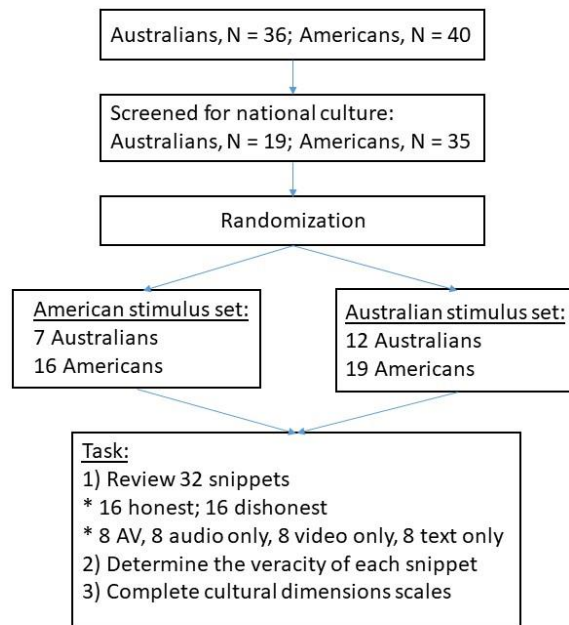 Australians, N = 36; Americans, N = 40
Screened for national culture:
Australians, N = 19; Americans, N = 35
Randomization
American stimulus set:
7 Australians
16 Americans
Australian stimulus set:
12 Australians
19 Americans
Task:
1) Review 32 snippets
* 16 honest; 16 dishonest
* 8 AV, 8 audio only, 8 video only, 8 text only
2) Determine the veracity of each snippet
3) Complete cultural dimensions scales